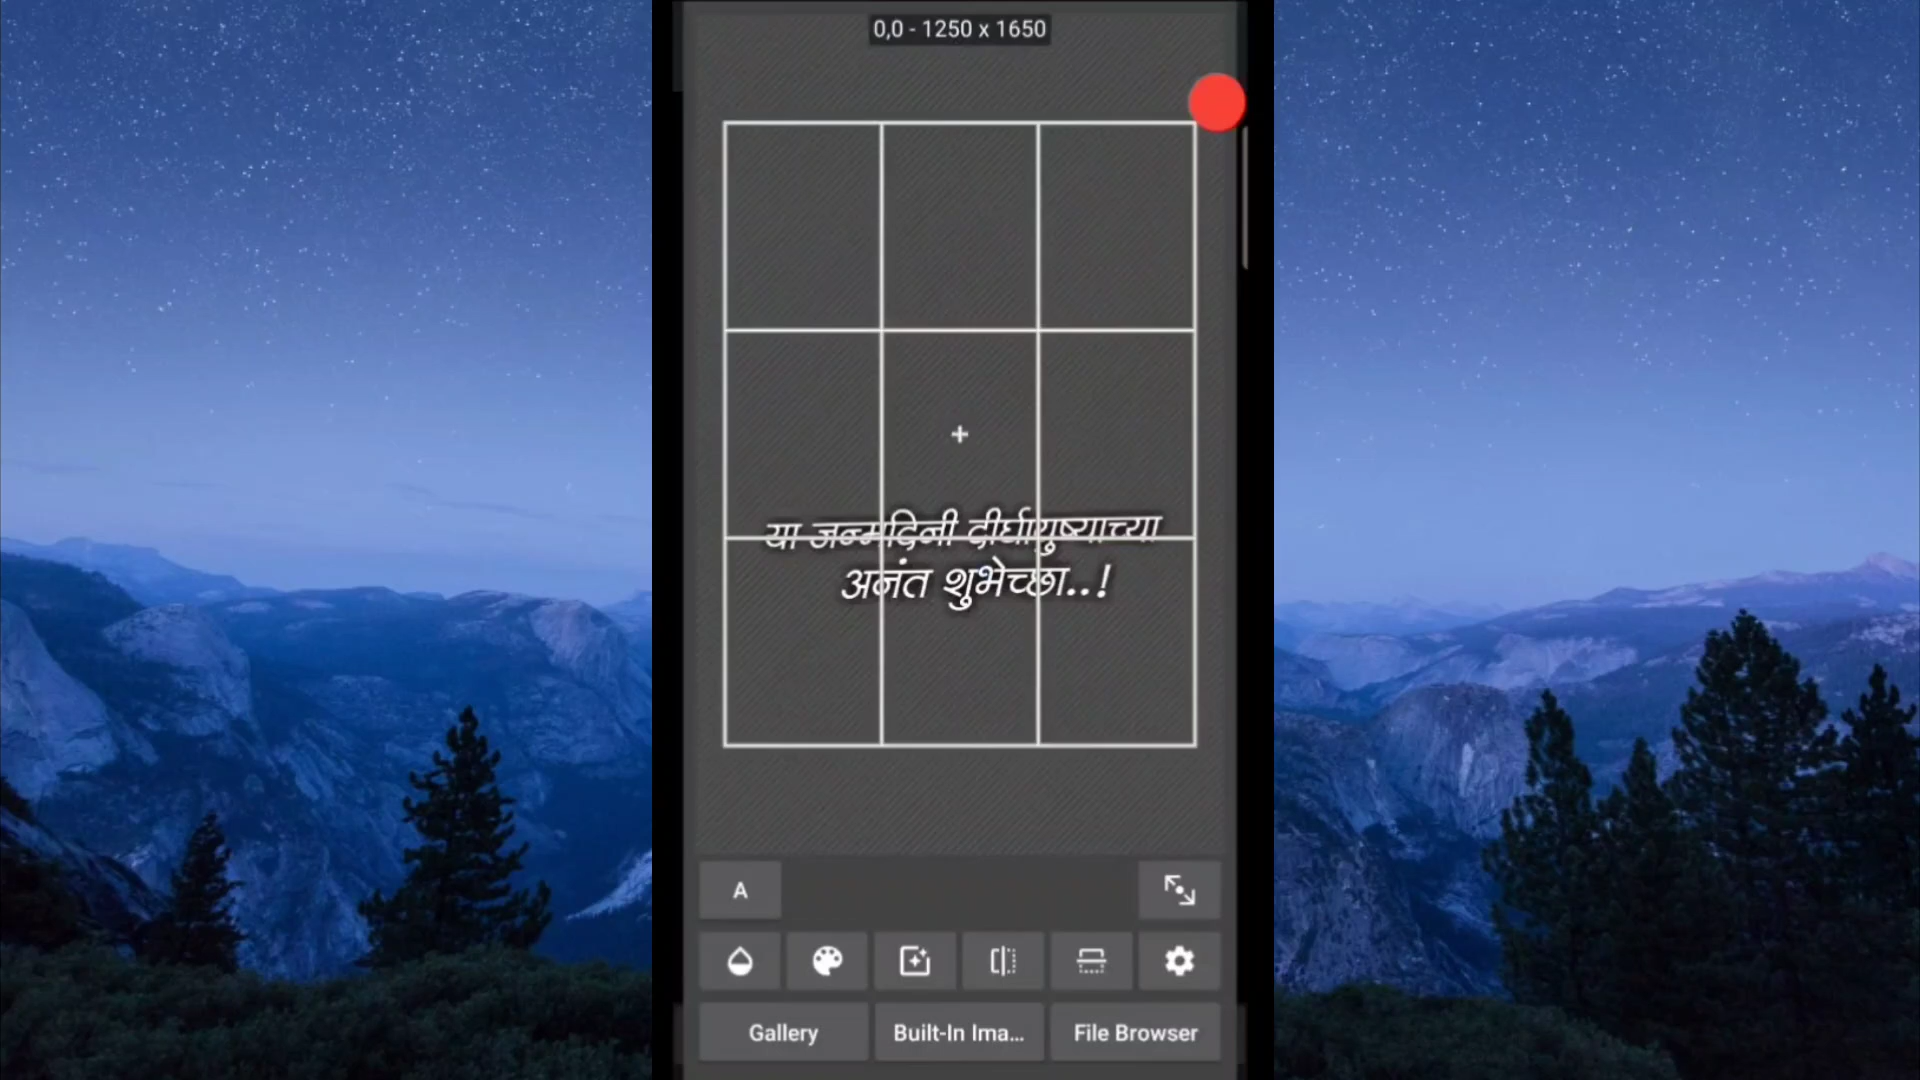 0,0 - 1250 x 1650
या जन्मदिनी दीर्घायुष्याच्या
अनंत शुभेच्छा..!
A
Gallery
Built-In Ima...
File Browser